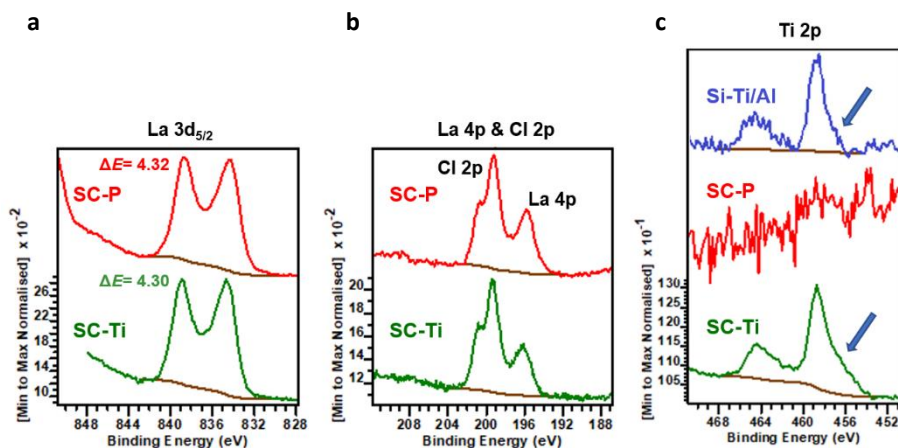 a
La 3d5/2
ΔE= 4.32
SC-P
ΔE= 4.30
SC-Ti
[Min to Max Normalised] x 10⁻²
26
22
18
14
10
848 844 840 836 832 828
Binding Energy (eV)
b
La 4p & Cl 2p
Cl 2p
SC-P
La 4p
SC-Ti
[Min to Max Normalised] x 10⁻²
20
18
16
14
12
208 204 200 196 192 188
Binding Energy (eV)
c
Ti 2p
Si-Ti/Al
SC-P
SC-Ti
[Min to Max Normalised] x 10⁻¹
130
125
120
115
110
105
468 464 460 456 452
Binding Energy (eV)